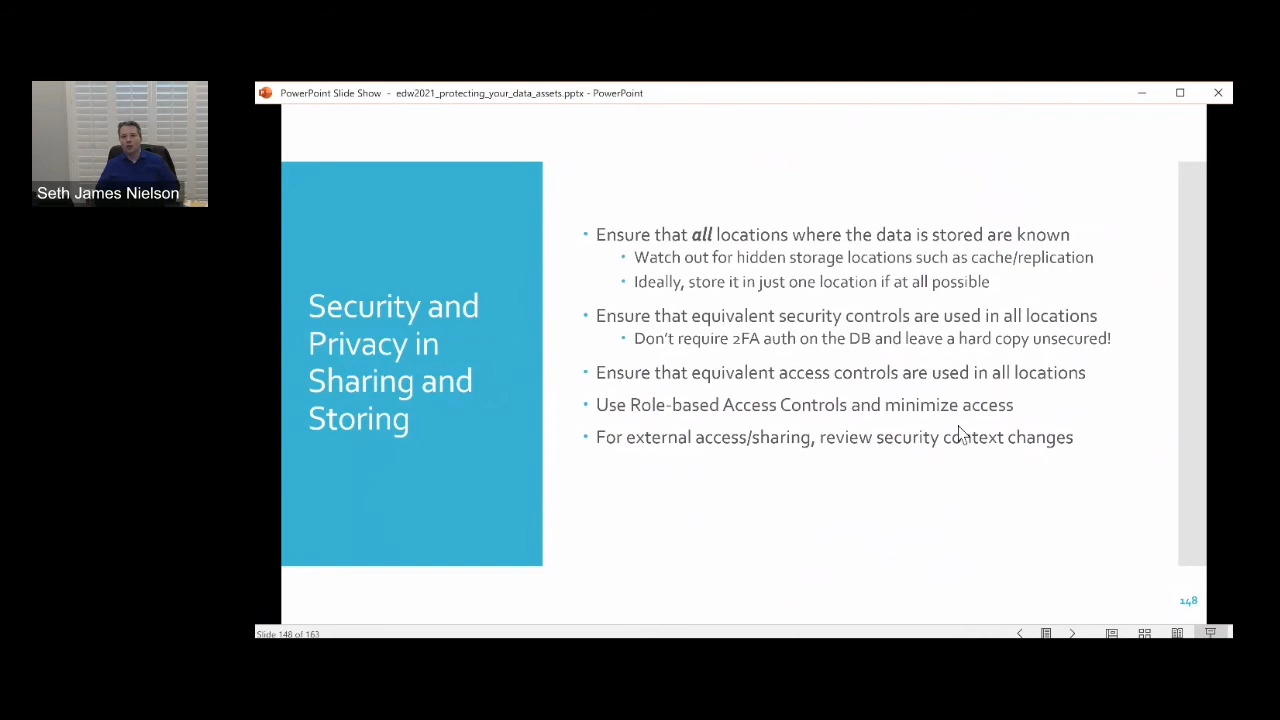 PowerPoint Slide Show - edw2021_protecting_your_data_assets.pptx - PowerPoint
Seth James Nielson
Security and
Privacy in
Sharing and
Storing
• Ensure that all locations where the data is stored are known
• Watch out for hidden storage locations such as cache/replication
• Ideally, store it in just one location if at all possible
• Ensure that equivalent security controls are used in all locations
• Don't require 2FA auth on the DB and leave a hard copy unsecured!
• Ensure that equivalent access controls are used in all locations
• Use Role-based Access Controls and minimize access
• For external access/sharing, review security context changes
148
Slide 148 of 163